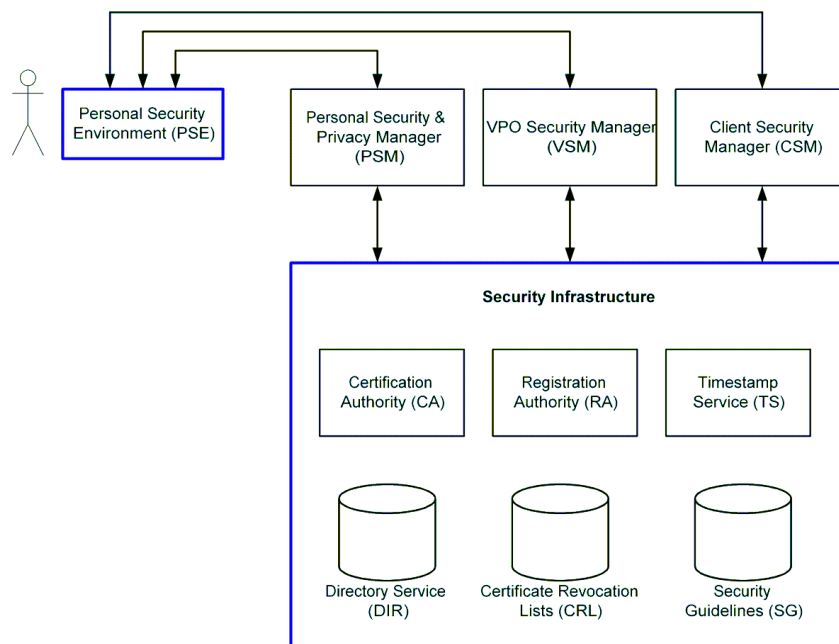 Personal Security
Environment (PSE)
Personal Security &
Privacy Manager
(PSM)
VPO Security Manager
(VSM)
Client Security
Manager (CSM)
Security Infrastructure
Certification
Authority (CA)
Registration
Authority (RA)
Timestamp
Service (TS)
Directory Service
(DIR)
Certificate Revocation
Lists (CRL)
Security
Guidelines (SG)